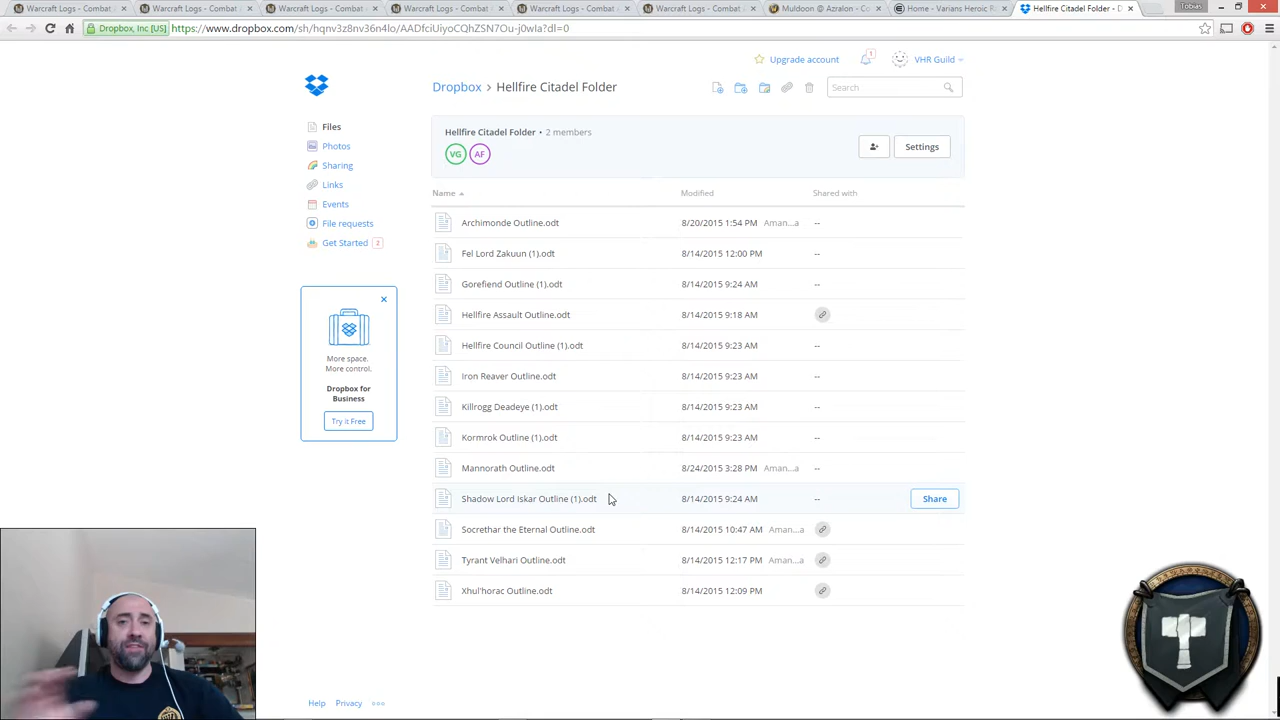 Warcraft Logs - Combat Warcraft Logs - Combat Warcraft Logs - Combat Warcraft Logs - Combat Warcraft Logs - Combat Warcraft Logs - Combat Muldoon @ Azralon - Comb Home - Varians Heroic R Hellfire Citadel Folder - D Tobias
Dropbox, Inc [US] https://www.dropbox.com/sh/hqnv3z8nv36n4lo/AADfciUiyoCQhZSN7Ou-j0wIa?dl=0
Upgrade account 1 VHR Guild
Dropbox › Hellfire Citadel Folder Search
Files
Photos
Sharing
Links
Events
File requests
Get Started 3
Hellfire Citadel Folder • 2 members
VG AF Settings
Name Modified Shared with
Archimonde Outline.odt 8/20/2015 1:54 PM Aman...a --
Fel Lord Zakuun (1).odt 8/14/2015 12:00 PM --
Gorefiend Outline (1).odt 8/14/2015 9:24 AM --
Hellfire Assault Outline.odt 8/14/2015 9:18 AM
Hellfire Council Outline (1).odt 8/14/2015 9:23 AM --
Iron Reaver Outline.odt 8/14/2015 9:23 AM --
Killrogg Deadeye (1).odt 8/14/2015 9:23 AM --
Kormrok Outline (1).odt 8/14/2015 9:23 AM --
Mannorath Outline.odt 8/24/2015 3:28 PM Aman...a --
Shadow Lord Iskar Outline (1).odt 8/14/2015 9:24 AM -- Share
Socrethar the Eternal Outline.odt 8/14/2015 10:47 AM Aman...a
Tyrant Velhari Outline.odt 8/14/2015 12:17 PM Aman...a
Xhul'horac Outline.odt 8/14/2015 12:09 PM
More space.
More control.
Dropbox for
Business
Try it Free
Help Privacy